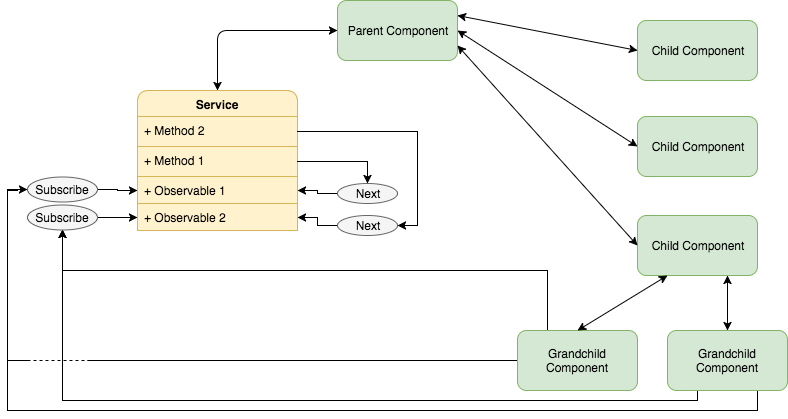 Parent Component
Child Component
Service
+ Method 2
Child Component
+ Method 1
Subscribe
+ Observable 1
Next
Subscribe
+ Observable 2
Next
Child Component
Grandchild
Component
Grandchild
Component